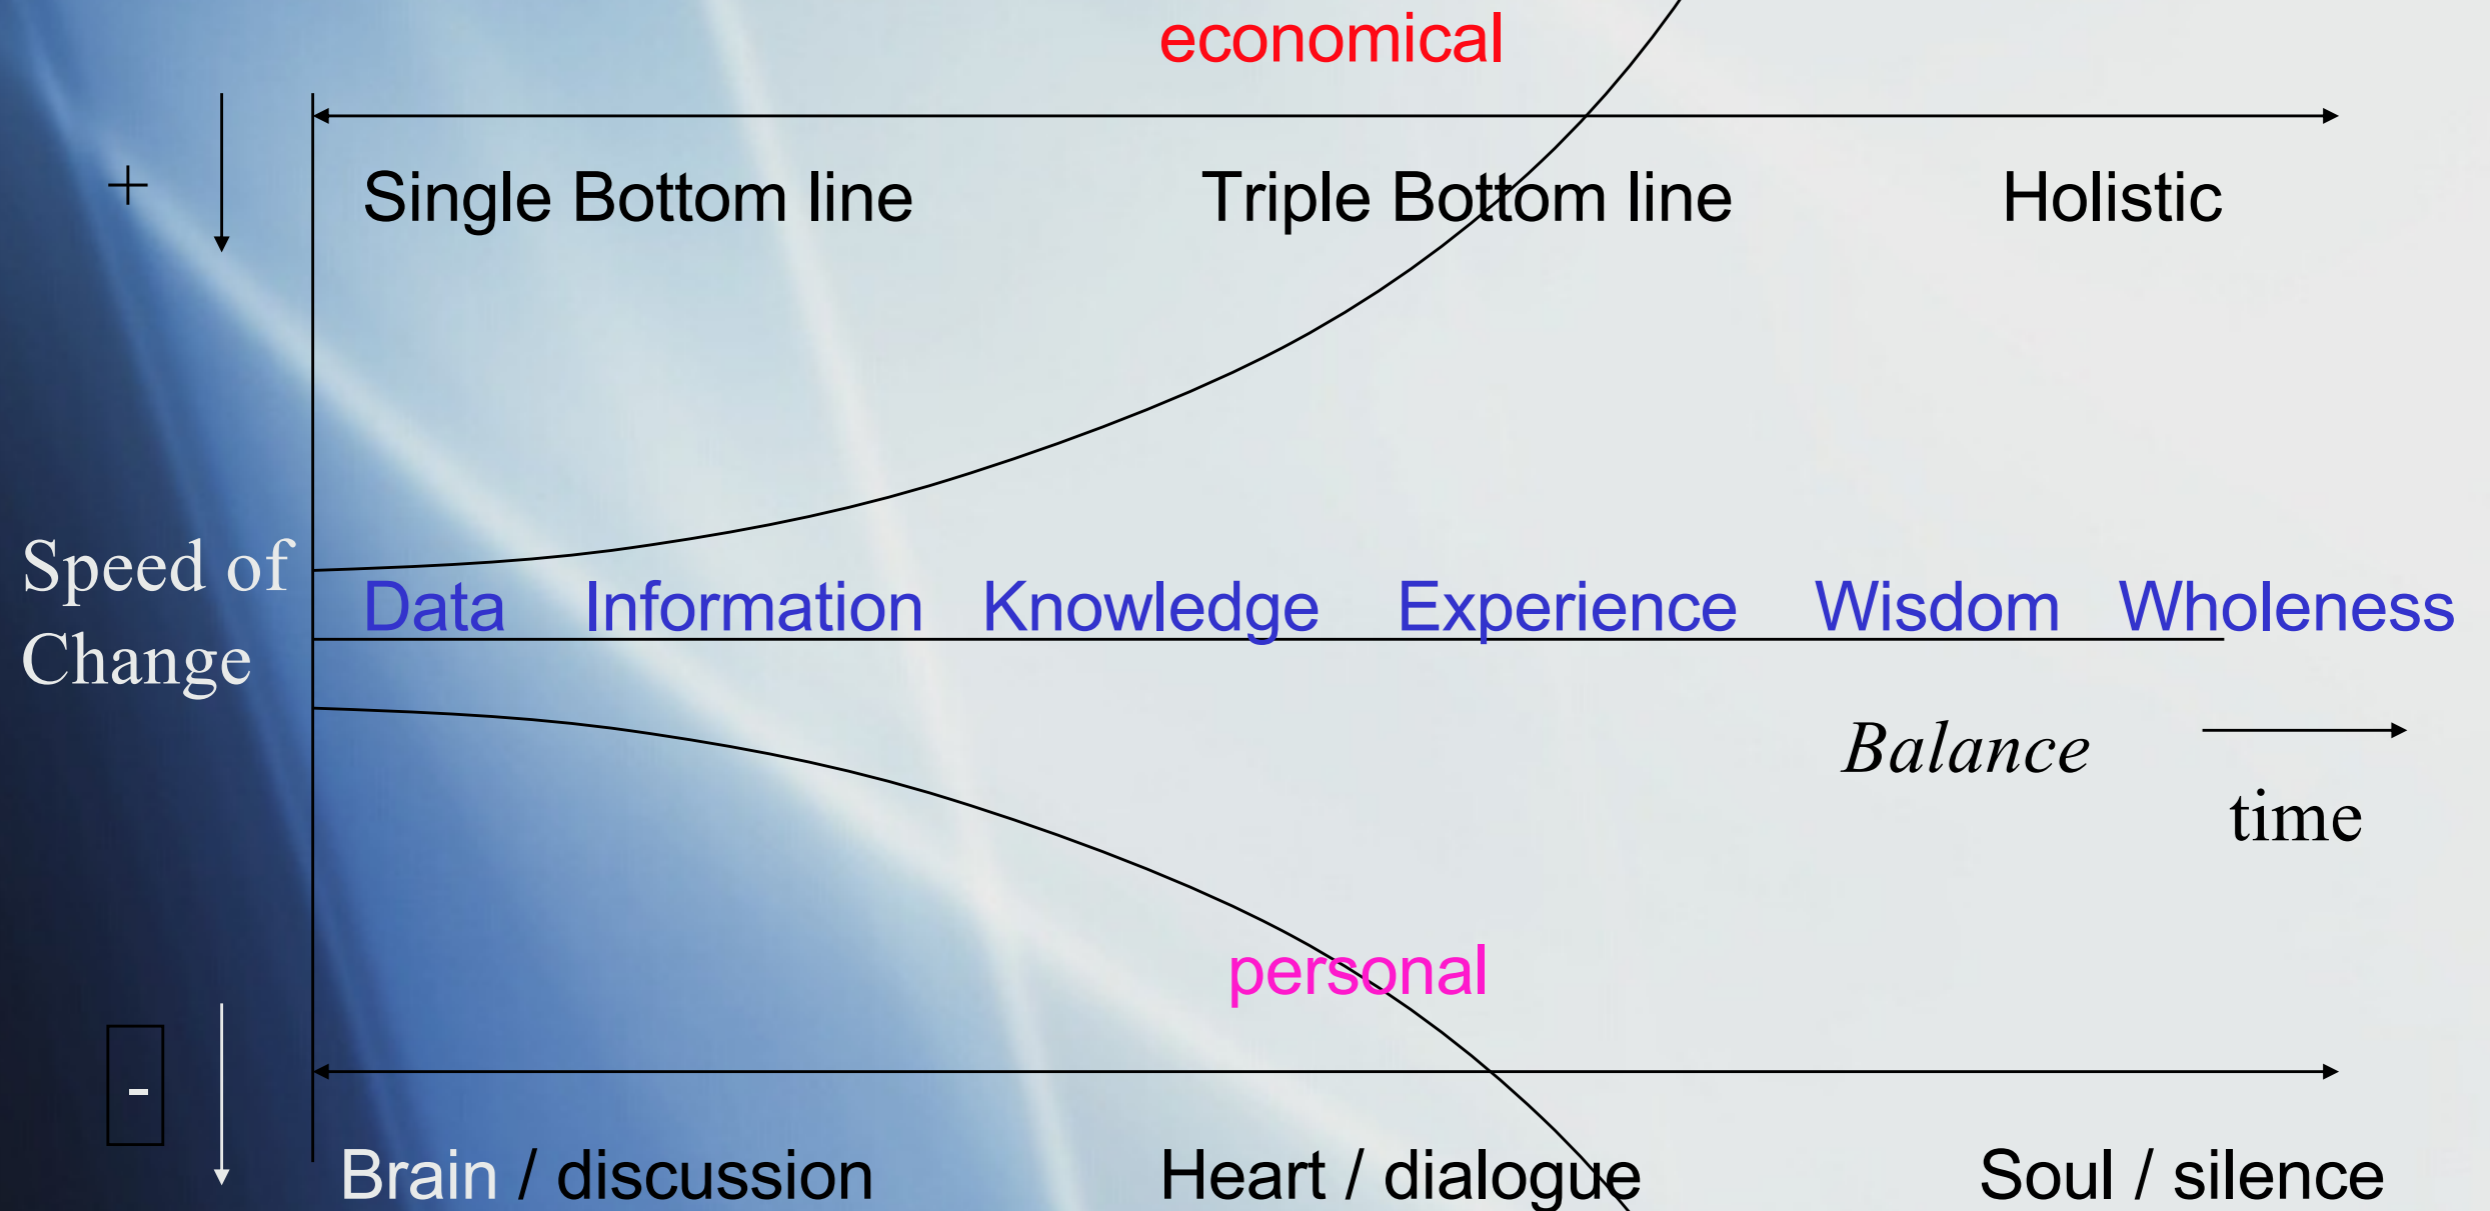 economical
+
Single Bottom line Triple Bottom line Holistic
Speed of
Change
Data Information Knowledge Experience Wisdom Wholeness
Balance
time
personal
-
Brain / discussion Heart / dialogue Soul / silence